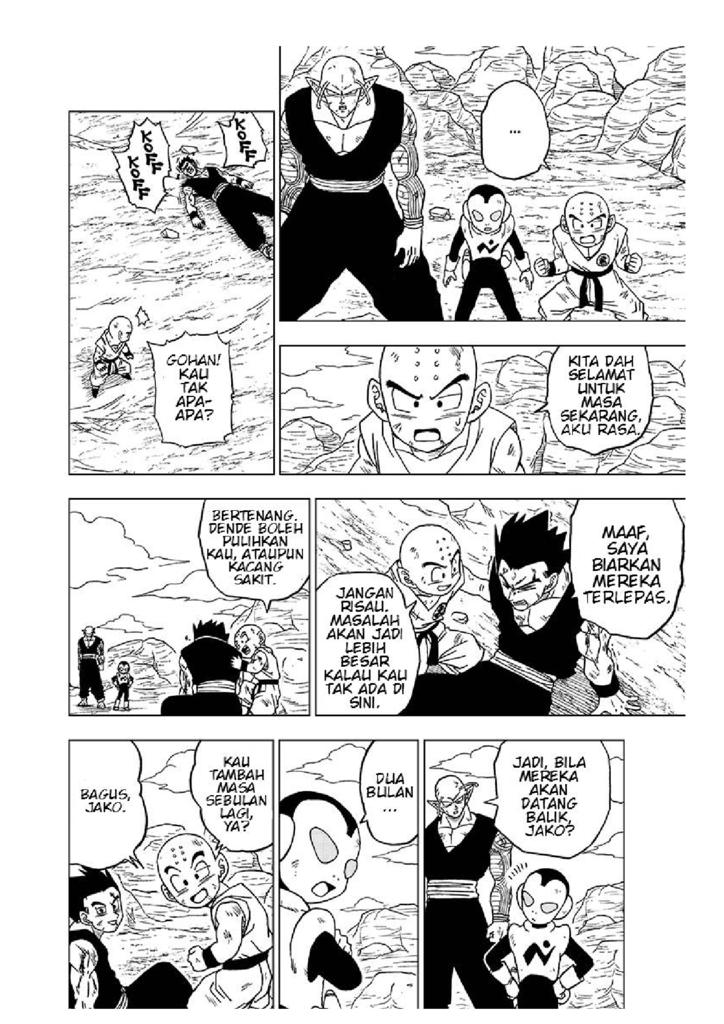 ...
KOFF
KOFF
KOFF
GOHAN!
KAU
TAK
APA-
APA?
KITA DAH
SELAMAT
UNTUK
MASA
SEKARANG,
AKU RASA.
MAAF,
SAYA
BIARKAN
MEREKA
TERLEPAS.
JANGAN
RISAU.
MASALAH
AKAN JADI
LEBIH
BESAR
KALAU KAU
TAK ADA DI
SINI.
BERTENANG.
DENDE BOLEH
PULIHKAN
KAU, ATAUPUN
KACANG
SAKIT.
JADI, BILA
MEREKA
AKAN
DATANG
BALIK,
JAKO?
DUA
BULAN
...
KAU
TAMBAH
MASA
SEBULAN
LAGI,
YA?
BAGUS,
JAKO.